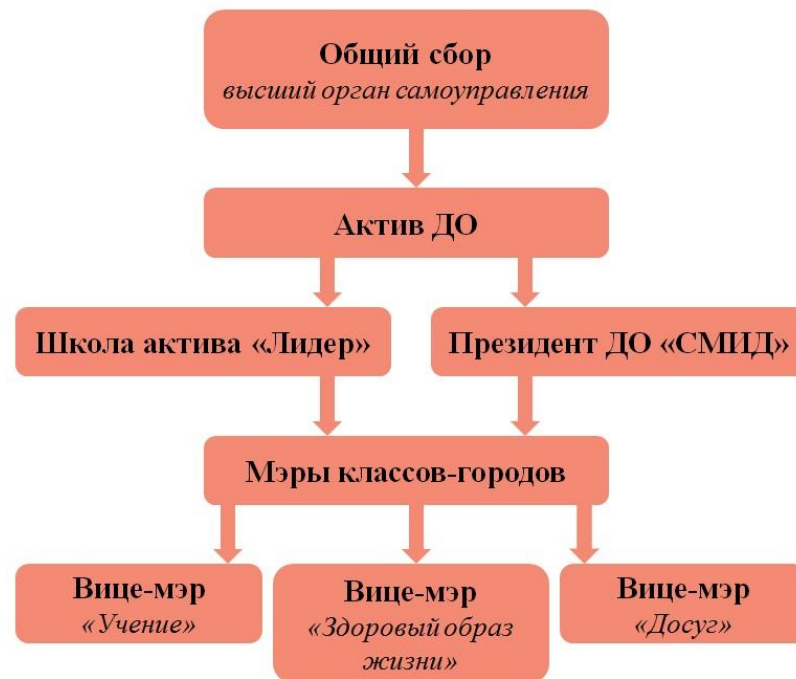 Общий сбор
высший орган самоуправления
Актив ДО
Школа актива «Лидер»
Президент ДО «СМИД»
Мэры классов-городов
Вице-мэр
«Учение»
Вице-мэр
«Здоровый образ
жизни»
Вице-мэр
«Досуг»